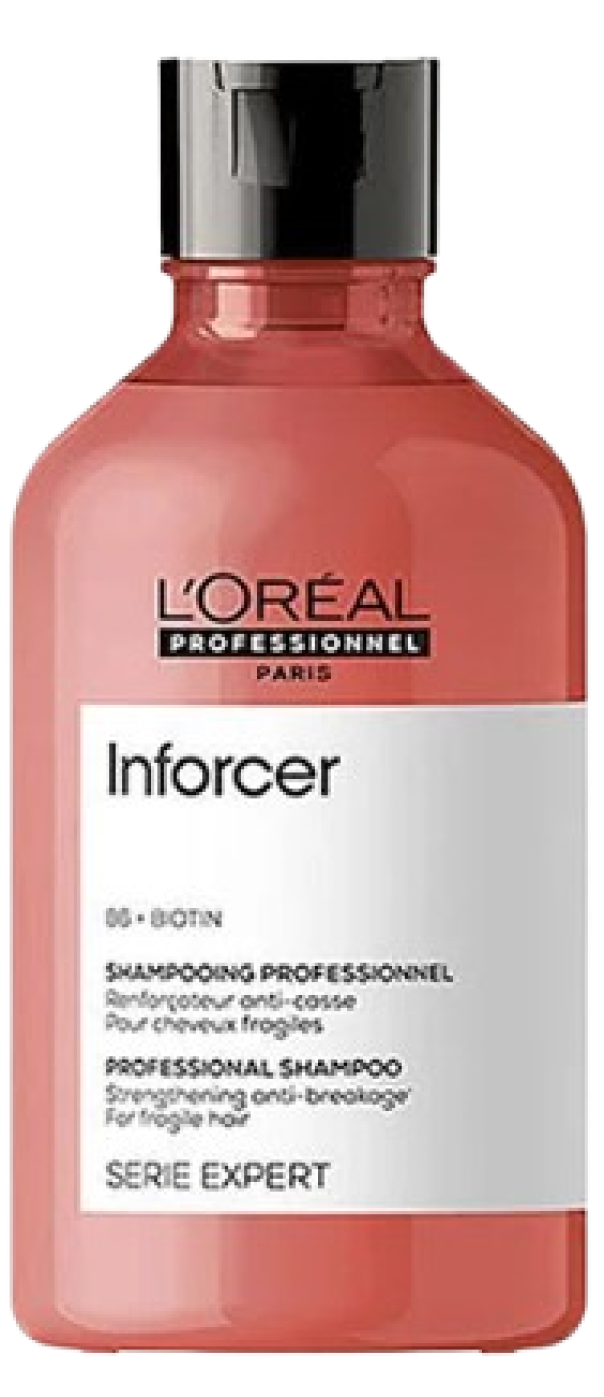 L'ORÉAL
PROFESSIONNEL
PARIS
Inforcer
B6 + BIOTIN
SHAMPOOING PROFESSIONNEL
Renforçateur anti-casse
Pour cheveux fragiles
PROFESSIONAL SHAMPOO
Strengthening anti-breakage*
For fragile hair
SERIE EXPERT